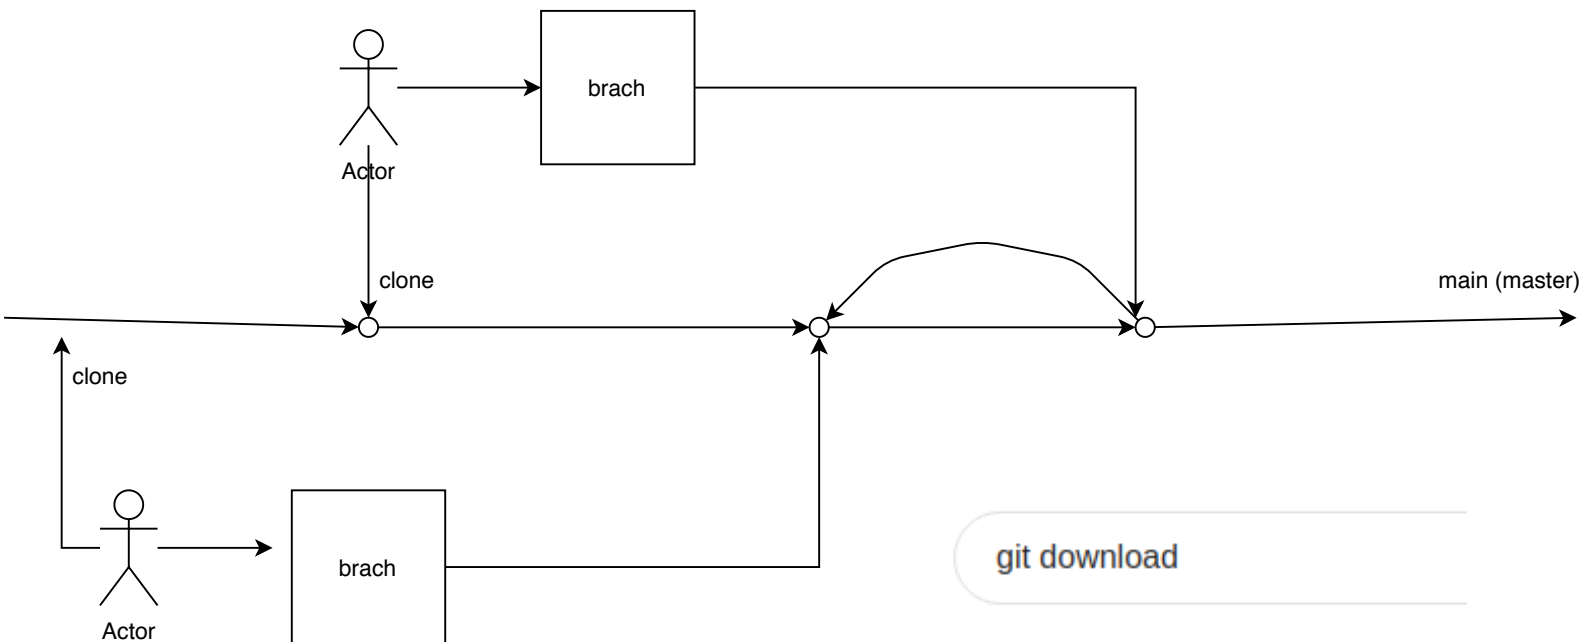 brach
Actor
clone
main (master)
clone
brach
Actor
git download